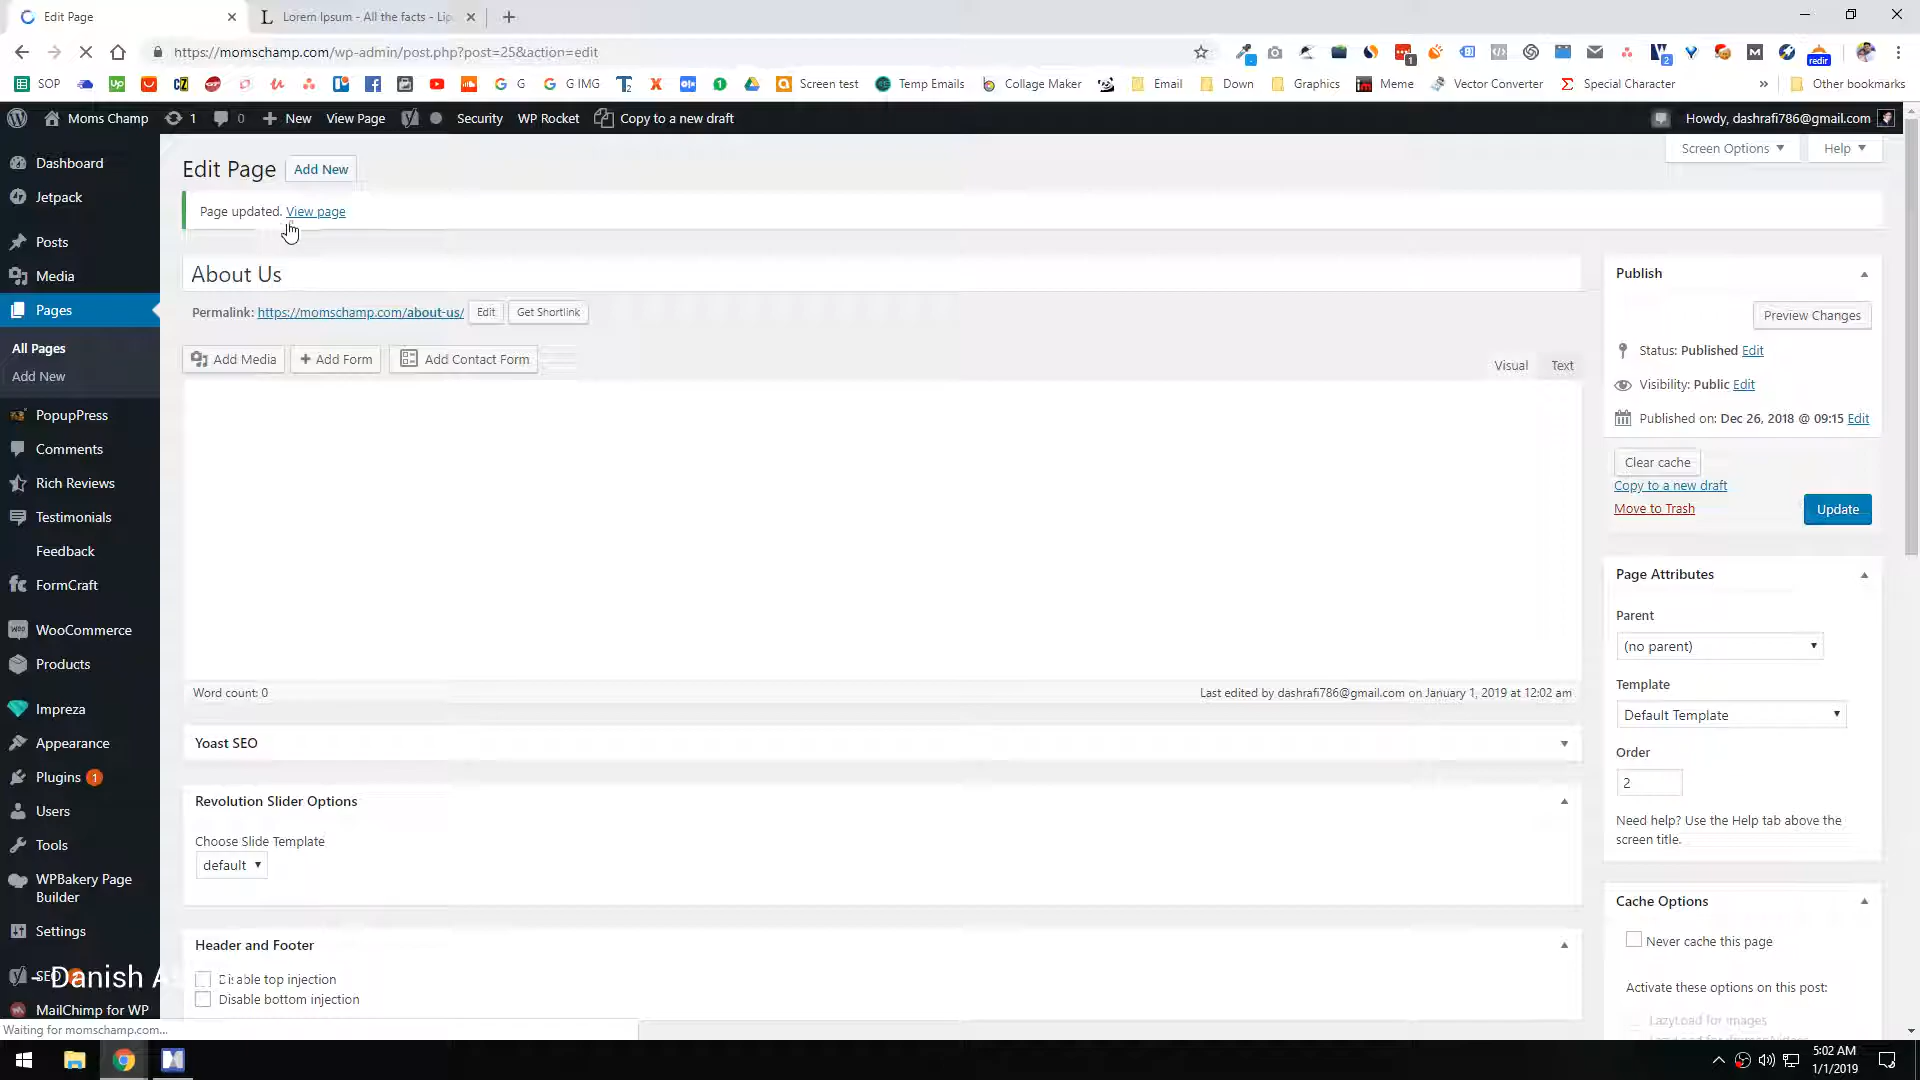 Edit Page
Lorem Ipsum - All the facts - Lip
https://momschamp.com/wp-admin/post.php?post=25&action=edit
SOP
G
G IMG
Screen test
Temp Emails
Collage Maker
Email
Down
Graphics
Meme
Vector Converter
Special Character
Other bookmarks
Moms Champ
1
0
New
View Page
Security
WP Rocket
Copy to a new draft
Howdy, dashrafi786@gmail.com
Screen Options
Help
Dashboard
Jetpack
Posts
Media
Pages
All Pages
Add New
PopupPress
Comments
Rich Reviews
Testimonials
Feedback
FormCraft
WooCommerce
Products
Impreza
Appearance
Plugins 1
Users
Tools
WPBakery Page
Builder
Settings
SEO
MailChimp for WP
- Danish A
Edit Page
Add New
Page updated. View page
About Us
Permalink: https://momschamp.com/about-us/
Edit
Get Shortlink
Add Media
Add Form
Add Contact Form
Visual
Text
Word count: 0
Last edited by dashrafi786@gmail.com on January 1, 2019 at 12:02 am
Yoast SEO
Revolution Slider Options
Choose Slide Template
default
Header and Footer
Disable top injection
Disable bottom injection
Publish
Preview Changes
Status: Published Edit
Visibility: Public Edit
Published on: Dec 26, 2018 @ 09:15 Edit
Clear cache
Copy to a new draft
Move to Trash
Update
Page Attributes
Parent
(no parent)
Template
Default Template
Order
2
Need help? Use the Help tab above the
screen title.
Cache Options
Never cache this page
Activate these options on this post:
LazyLoad for images
Waiting for momschamp.com...
5:02 AM
1/1/2019